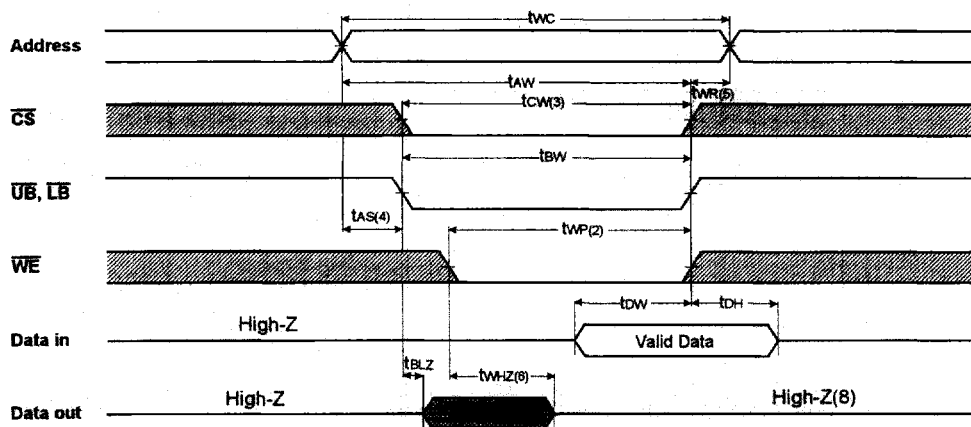 tWC
Address
tAW
tCW(3)
tWR(5)
CS
tBW
UB, LB
tAS(4)
tWP(2)
WE
tDW
tDH
High-Z
Data in
Valid Data
tBLZ
tWHZ(6)
High-Z
High-Z(8)
Data out